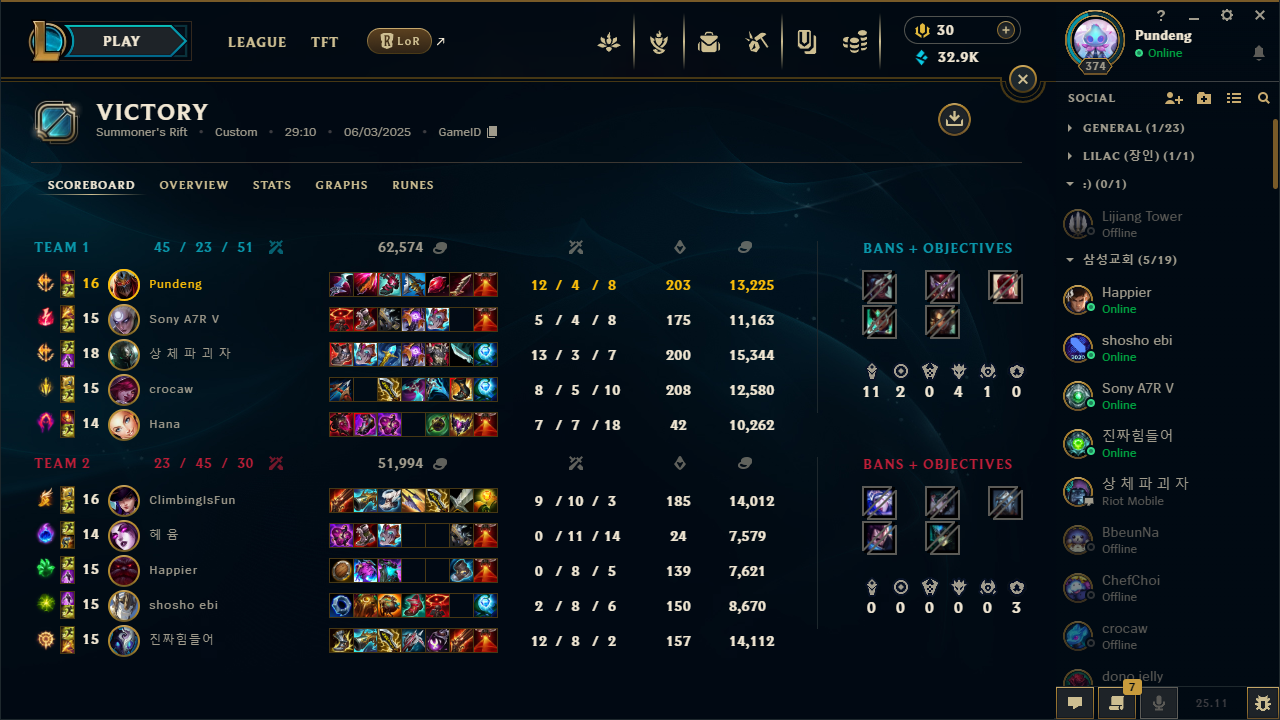 PLAY
LEAGUE
TFT
LoR
30
32.9K
?
Pundeng
Online
374
VICTORY
Summoner's Rift • Custom • 29:10 • 06/03/2025 • GameID
SCOREBOARD OVERVIEW STATS GRAPHS RUNES
TEAM 1 45 / 23 / 51 62,574
16 Pundeng 12 / 4 / 8 203 13,225
15 Sony A7R V 5 / 4 / 8 175 11,163
18 상 체 파 괴 자 13 / 3 / 7 200 15,344
15 crocaw 8 / 5 / 10 208 12,580
14 Hana 7 / 7 / 18 42 10,262
BANS + OBJECTIVES
11 2 0 4 1 0
TEAM 2 23 / 45 / 30 51,994
16 ClimbingIsFun 9 / 10 / 3 185 14,012
14 헤 윰 0 / 11 / 14 24 7,579
15 Happier 0 / 8 / 5 139 7,621
15 shosho ebi 2 / 8 / 6 150 8,670
15 진짜힘들어 12 / 8 / 2 157 14,112
BANS + OBJECTIVES
0 0 0 0 0 3
SOCIAL
GENERAL (1/23)
LILAC (장인) (1/1)
:) (0/1)
Lijiang Tower
Offline
삼성교회 (5/19)
Happier
Online
shosho ebi
Online
Sony A7R V
Online
진짜힘들어
Online
상 체 파 괴 자
Riot Mobile
BbeunNa
Offline
ChefChoi
Offline
crocaw
Offline
dono jelly
7
25.11